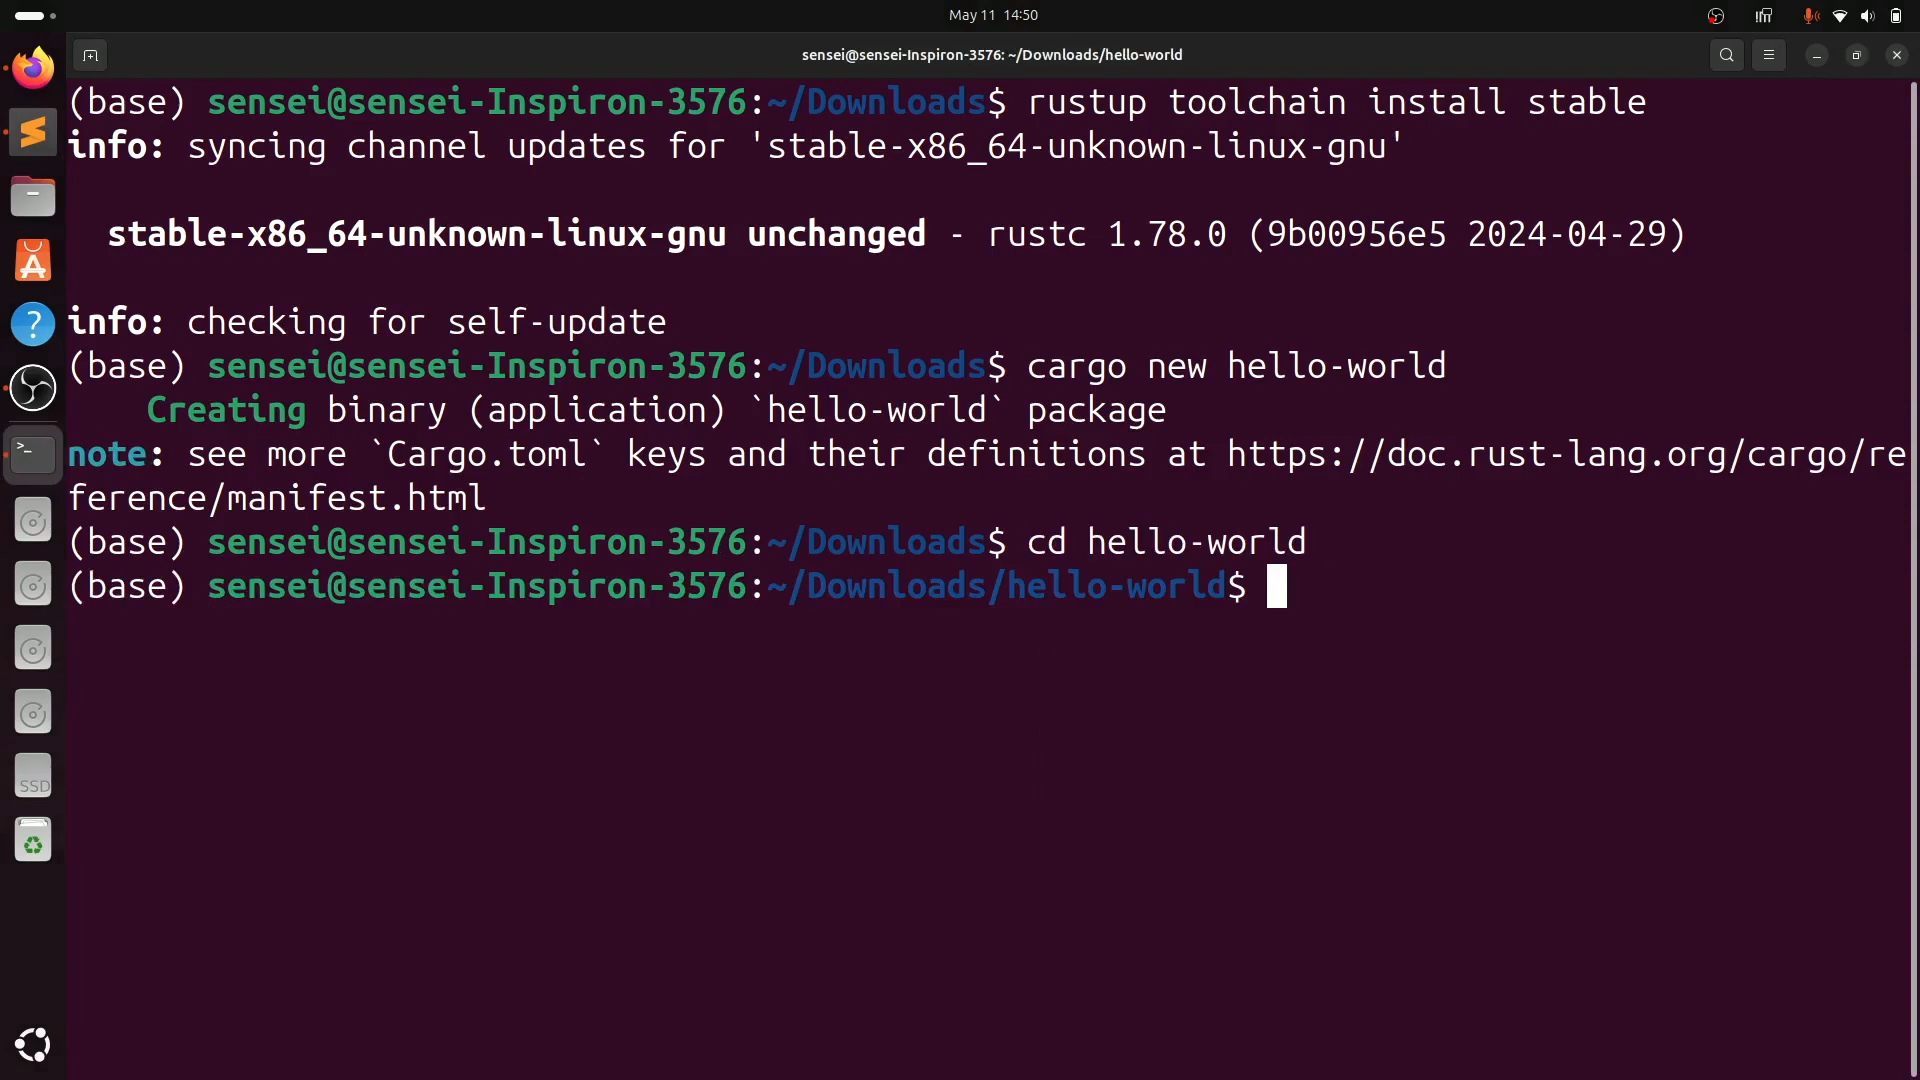 May 11 14:50
sensei@sensei-Inspiron-3576: ~/Downloads/hello-world
(base) sensei@sensei-Inspiron-3576:~/Downloads$ rustup toolchain install stable
info: syncing channel updates for 'stable-x86_64-unknown-linux-gnu'
stable-x86_64-unknown-linux-gnu unchanged - rustc 1.78.0 (9b00956e5 2024-04-29)
info: checking for self-update
(base) sensei@sensei-Inspiron-3576:~/Downloads$ cargo new hello-world
Creating binary (application) `hello-world` package
note: see more `Cargo.toml` keys and their definitions at https://doc.rust-lang.org/cargo/re
ference/manifest.html
(base) sensei@sensei-Inspiron-3576:~/Downloads$ cd hello-world
(base) sensei@sensei-Inspiron-3576:~/Downloads/hello-world$
SSD